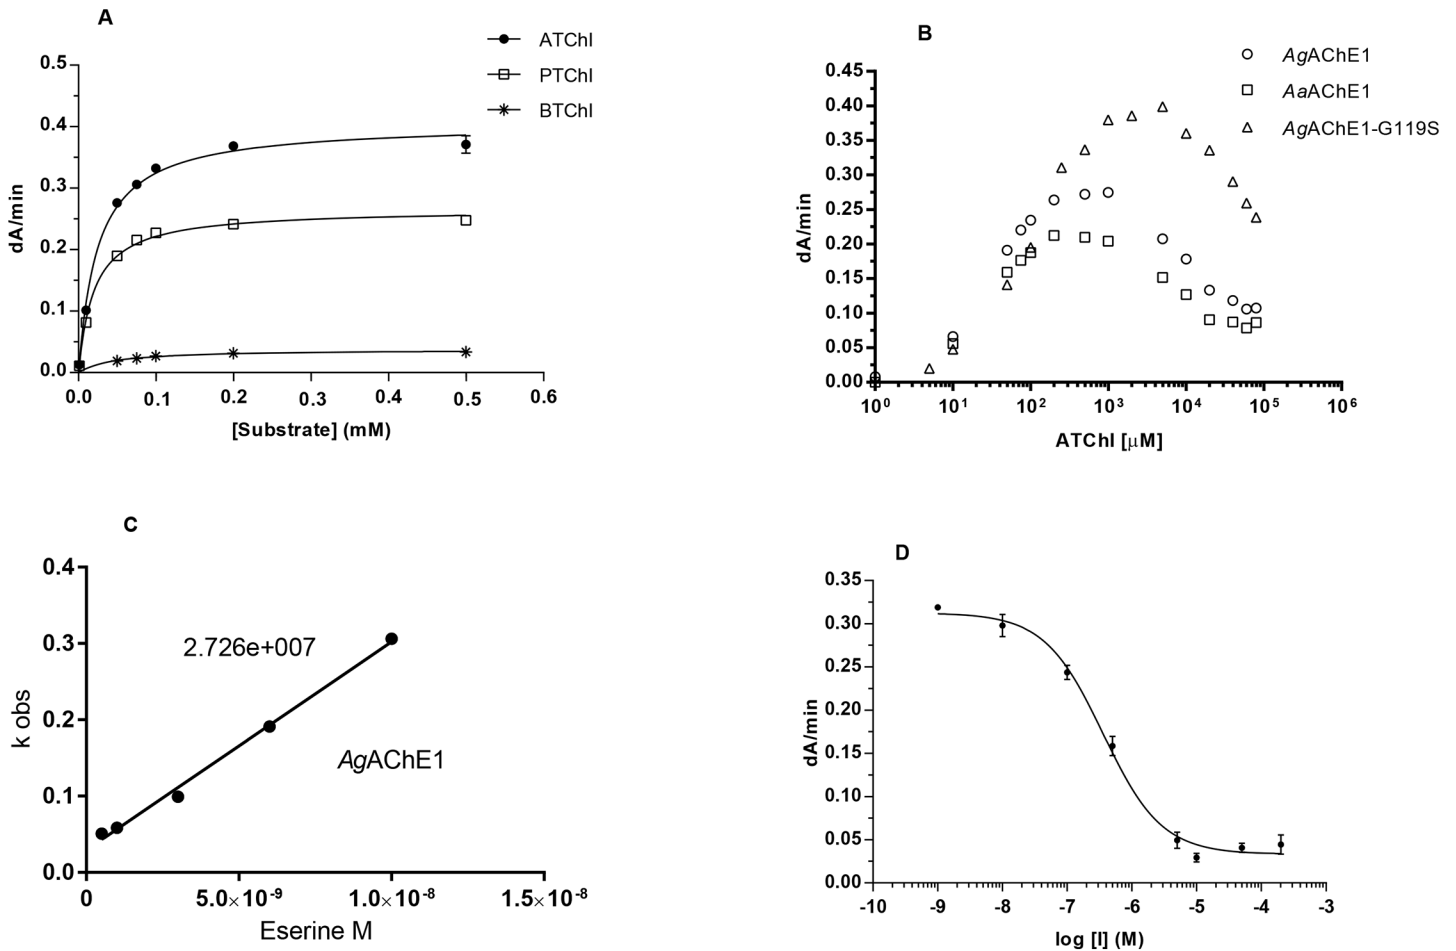 A
ATChI
PTChI
BTChI
dA/min
0.5
0.4
0.3
0.2
0.1
0.0
0.0 0.1 0.2 0.3 0.4 0.5 0.6
[Substrate] (mM)
B
AgAChE1
AaAChE1
AgAChE1-G119S
dA/min
0.45
0.40
0.35
0.30
0.25
0.20
0.15
0.10
0.05
0.00
10⁰ 10¹ 10² 10³ 10⁴ 10⁵ 10⁶
ATChI [μM]
C
k obs
0.4
0.3
0.2
0.1
0.0
2.726e+007
AgAChE1
0 5.0×10⁻⁹ 1.0×10⁻⁸ 1.5×10⁻⁸
Eserine M
D
dA/min
0.35
0.30
0.25
0.20
0.15
0.10
0.05
0.00
-10 -9 -8 -7 -6 -5 -4 -3
log [I] (M)